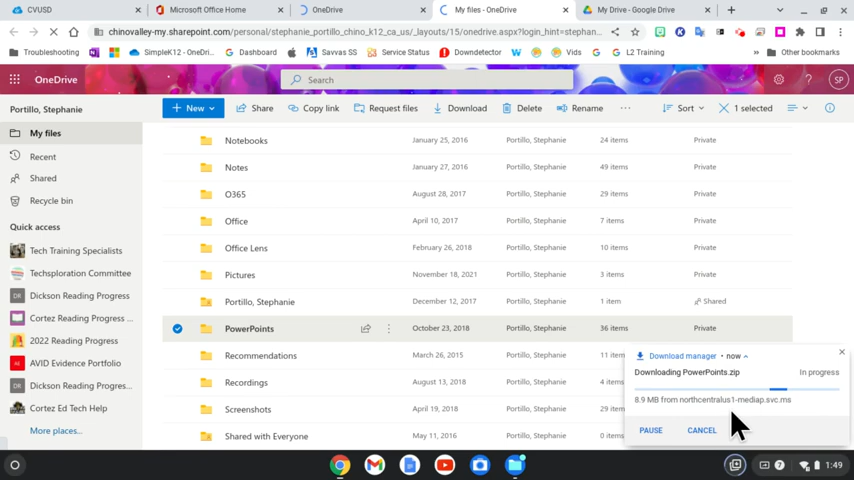 CVUSD
Microsoft Office Home
OneDrive
My files - OneDrive
My Drive - Google Drive
chinovalley-my.sharepoint.com/personal/stephanie_portillo_chino_k12_ca_us/_layouts/15/onedrive.aspx?login_hint=stephan...
Troubleshooting
SimpleK12 - OneDri...
Dashboard
Savvas SS
Service Status
Downdetector
Vids
L2 Training
Other bookmarks
OneDrive
Search
SP
Portillo, Stephanie
New
Share
Copy link
Request files
Download
Delete
Rename
Sort
1 selected
My files
Recent
Shared
Recycle bin
Quick access
Tech Training Specialists
Techsploration Committee
DR Dickson Reading Progress
Cortez Reading Progress ...
2022 Reading Progress
AE AVID Evidence Portfolio
DR Dickson Reading Progres...
Cortez Ed Tech Help
More places...
Notebooks January 25, 2016 Portillo, Stephanie 24 items Private
Notes January 27, 2016 Portillo, Stephanie 49 items Private
O365 August 28, 2017 Portillo, Stephanie 29 items Private
Office April 10, 2017 Portillo, Stephanie 7 items Private
Office Lens February 26, 2018 Portillo, Stephanie 10 items Private
Pictures November 18, 2021 Portillo, Stephanie 3 items Private
Portillo, Stephanie December 12, 2017 Portillo, Stephanie 1 item Shared
PowerPoints October 23, 2018 Portillo, Stephanie 36 items Private
Recommendations March 26, 2015 Portillo, Stephanie 11 item
Recordings August 13, 2018 Portillo, Stephanie 4 items
Screenshots April 19, 2018 Portillo, Stephanie 29 ite
Shared with Everyone May 11, 2016 Portillo, Stephanie 0 items
Download manager • now
Downloading PowerPoints.zip In progress
8.9 MB from northcentralus1-mediap.svc.ms
PAUSE
CANCEL
1:49